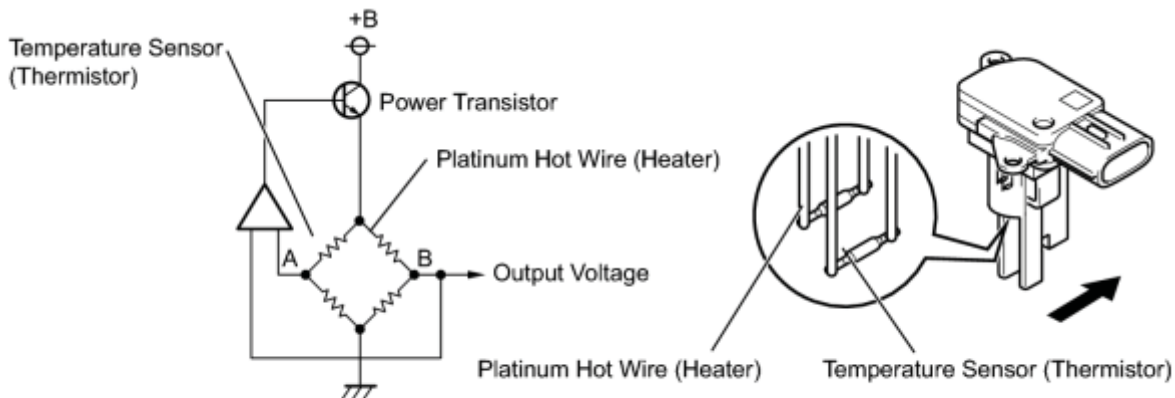 +B
Temperature Sensor
(Thermistor)
Power Transistor
Platinum Hot Wire (Heater)
A
B
Output Voltage
Platinum Hot Wire (Heater)
Temperature Sensor (Thermistor)